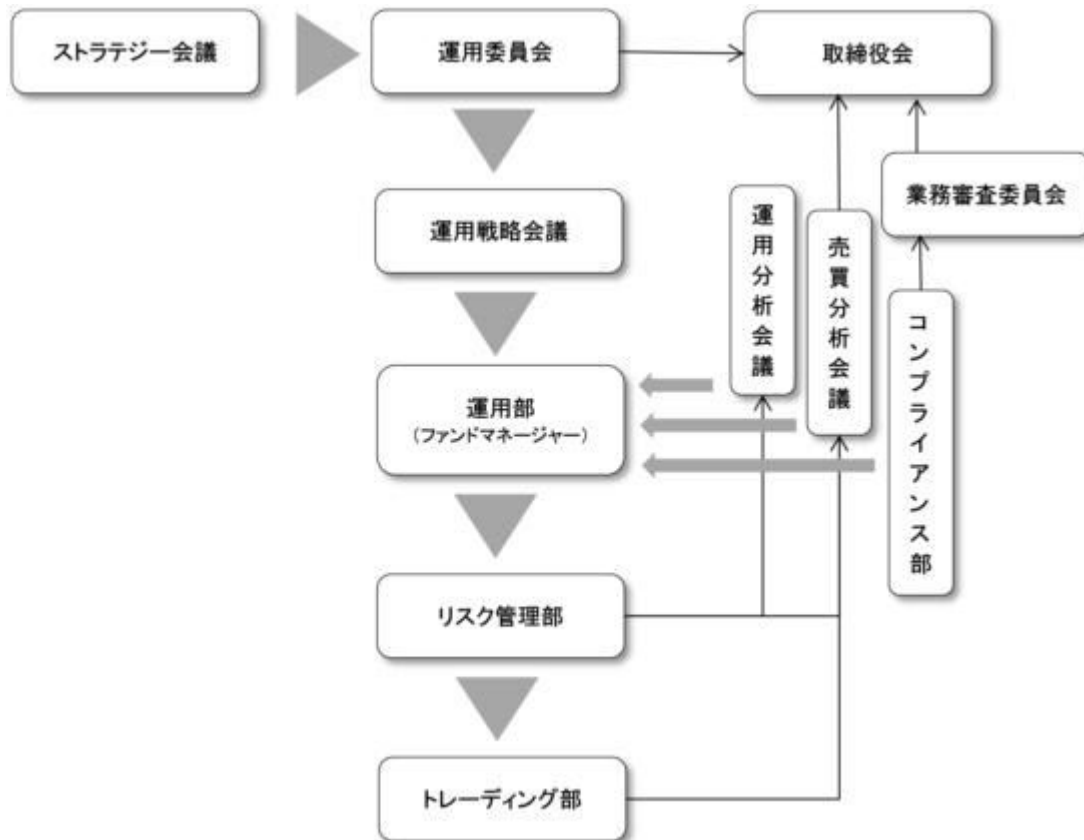 ストラテジー会議
運用委員会
取締役会
業務審査委員会
運用戦略会議
運用分析会議
売買分析会議
コンプライアンス部
運用部
(ファンドマネージャー)
リスク管理部
トレーディング部